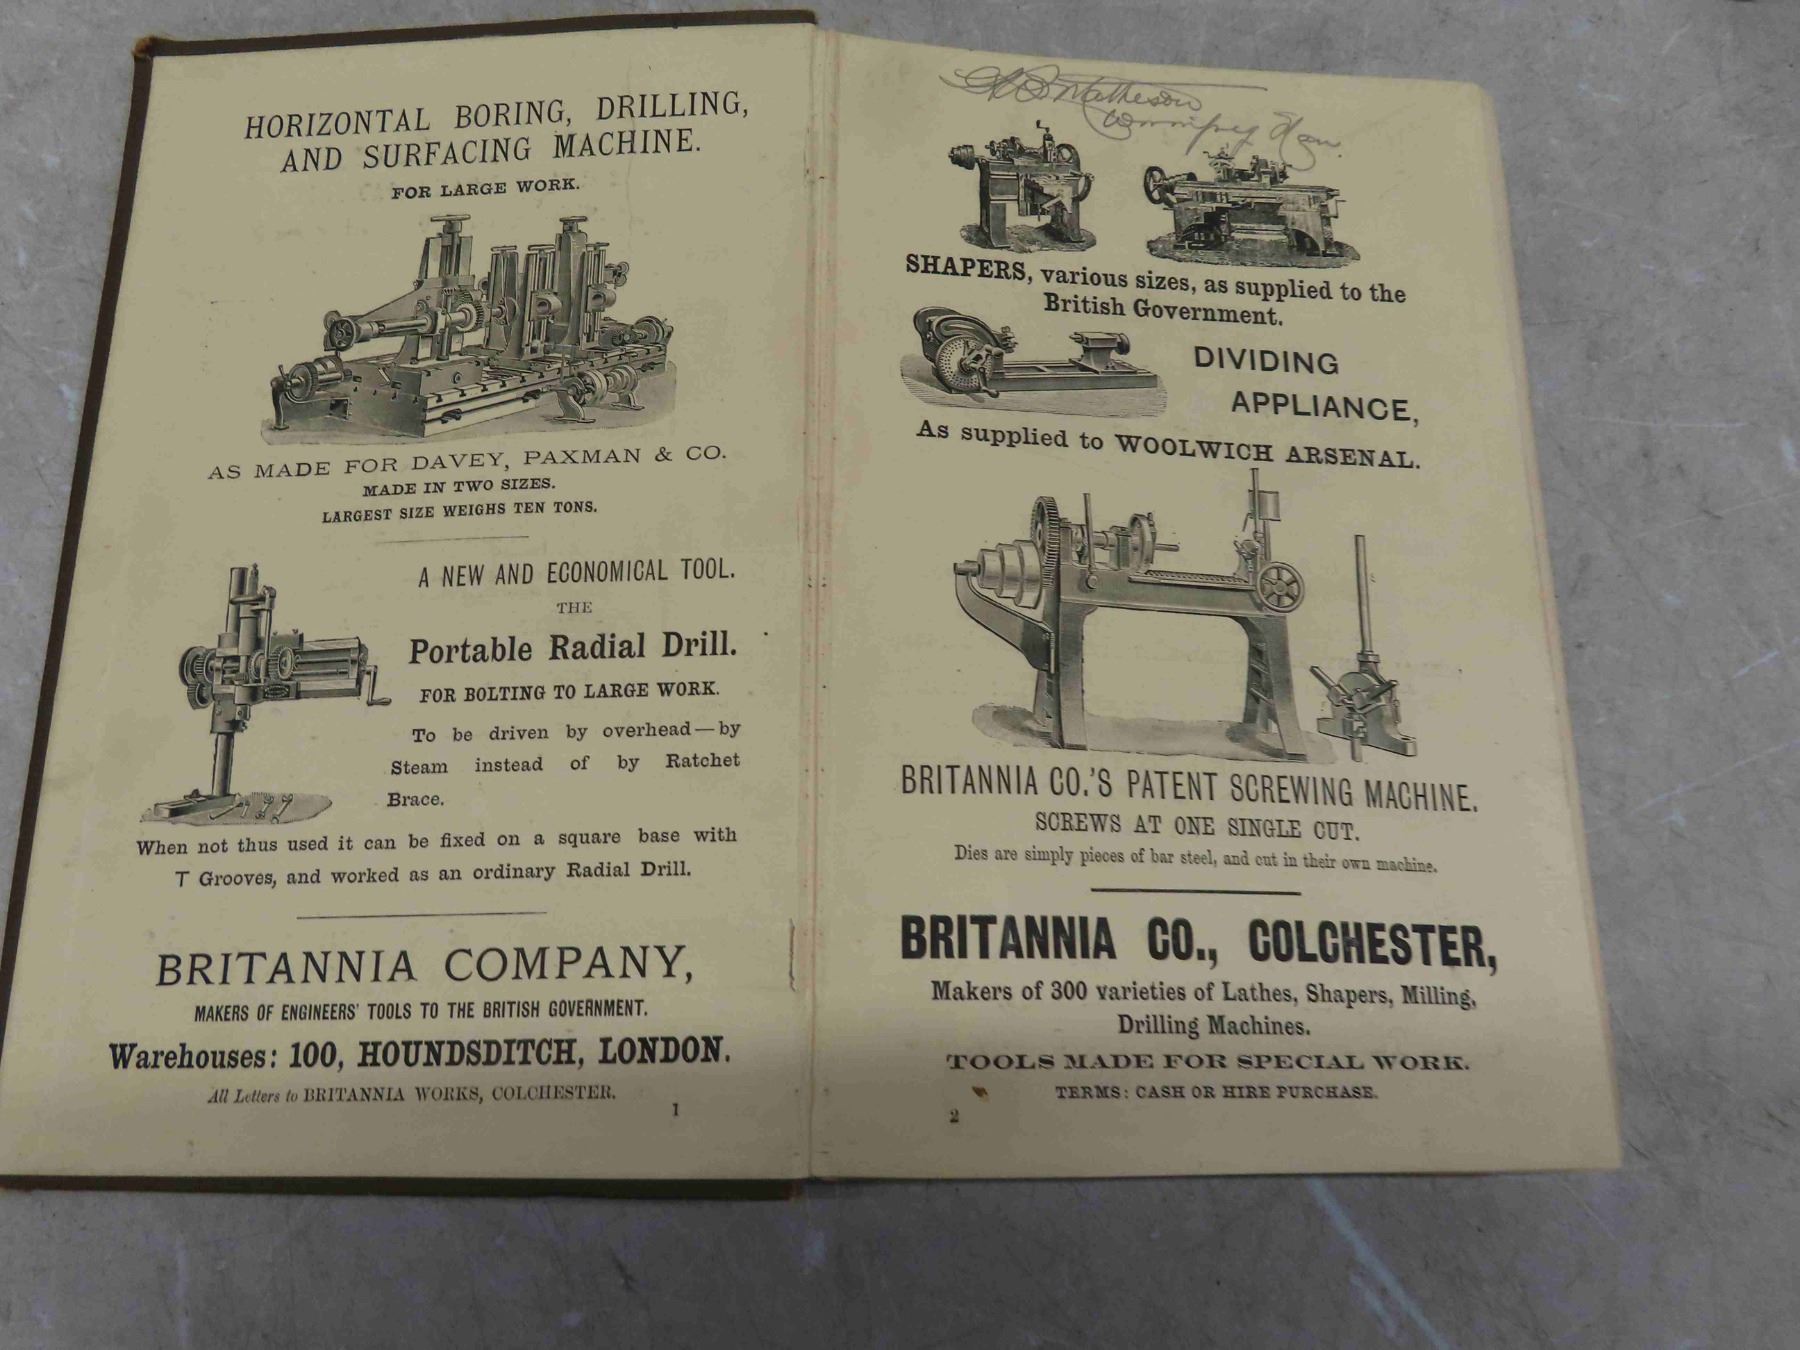 HORIZONTAL BORING, DRILLING,
AND SURFACING MACHINE.
FOR LARGE WORK.
AS MADE FOR DAVEY, PAXMAN & CO.
MADE IN TWO SIZES.
LARGEST SIZE WEIGHS TEN TONS.
A NEW AND ECONOMICAL TOOL.
THE
Portable Radial Drill.
FOR BOLTING TO LARGE WORK.
To be driven by overhead—by
Steam instead of by Ratchet
Brace.
When not thus used it can be fixed on a square base with
T Grooves, and worked as an ordinary Radial Drill.
BRITANNIA COMPANY,
MAKERS OF ENGINEERS' TOOLS TO THE BRITISH GOVERNMENT.
Warehouses: 100, HOUNDSDITCH, LONDON.
All Letters to BRITANNIA WORKS, COLCHESTER.
1
Matheson
Winnipeg Man.
SHAPERS, various sizes, as supplied to the
British Government.
DIVIDING
APPLIANCE,
As supplied to WOOLWICH ARSENAL.
BRITANNIA CO.'S PATENT SCREWING MACHINE.
SCREWS AT ONE SINGLE CUT.
Dies are simply pieces of bar steel, and cut in their own machine.
BRITANNIA CO., COLCHESTER,
Makers of 300 varieties of Lathes, Shapers, Milling,
Drilling Machines.
TOOLS MADE FOR SPECIAL WORK.
TERMS: CASH OR HIRE PURCHASE.
2